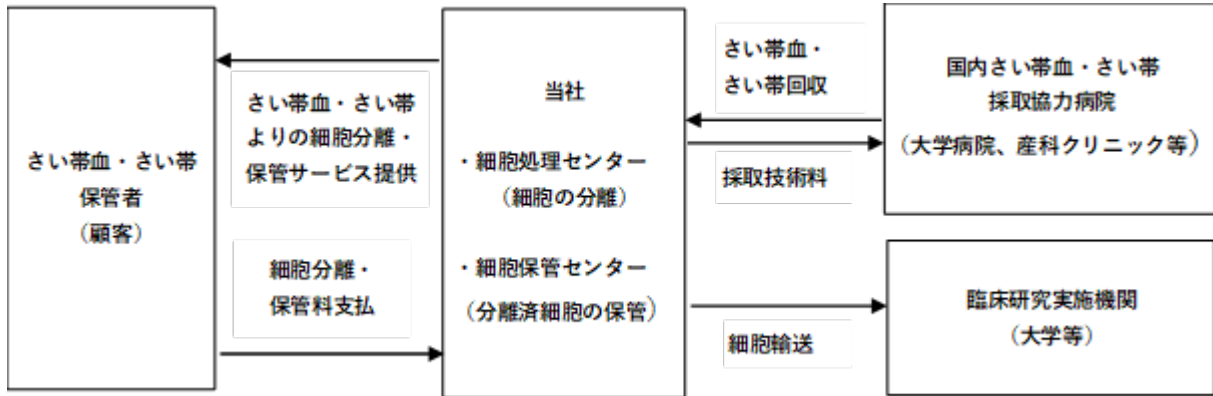 さい帯血・さい帯
保管者
（顧客）
さい帯血・さい帯
よりの細胞分離・
保管サービス提供
細胞分離・
保管料支払
当社
・細胞処理センター
（細胞の分離）
・細胞保管センター
（分離済細胞の保管）
さい帯血・
さい帯回収
採取技術料
細胞輸送
国内さい帯血・さい帯
採取協力病院
（大学病院、産科クリニック等）
臨床研究実施機関
（大学等）